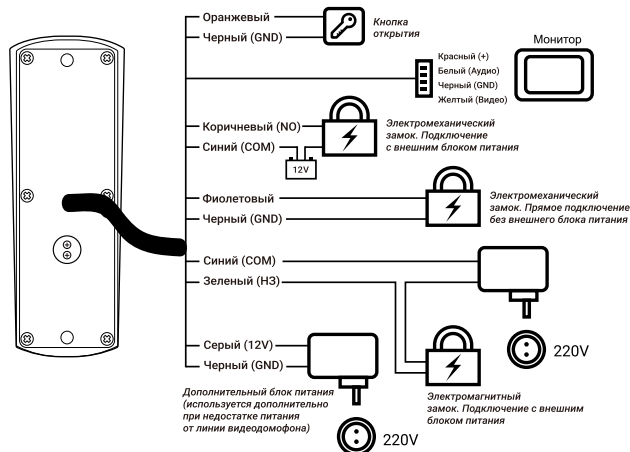 Оранжевый
Черный (GND)
Кнопка
открытия
Монитор
Красный (+)
Белый (Аудио)
Черный (GND)
Желтый (Видео)
Коричневый (NO)
Синий (COM)
12V
Электромеханический
замок. Подключение
с внешним блоком питания
Фиолетовый
Черный (GND)
Электромеханический
замок. Прямое подключение
без внешнего блока питания
Синий (COM)
Зеленый (НЗ)
220V
Серый (12V)
Черный (GND)
Дополнительный блок питания
(используется дополнительно
при недостатке питания
от линии видеодомофона)
220V
Электромагнитный
замок. Подключение с внешним
блоком питания